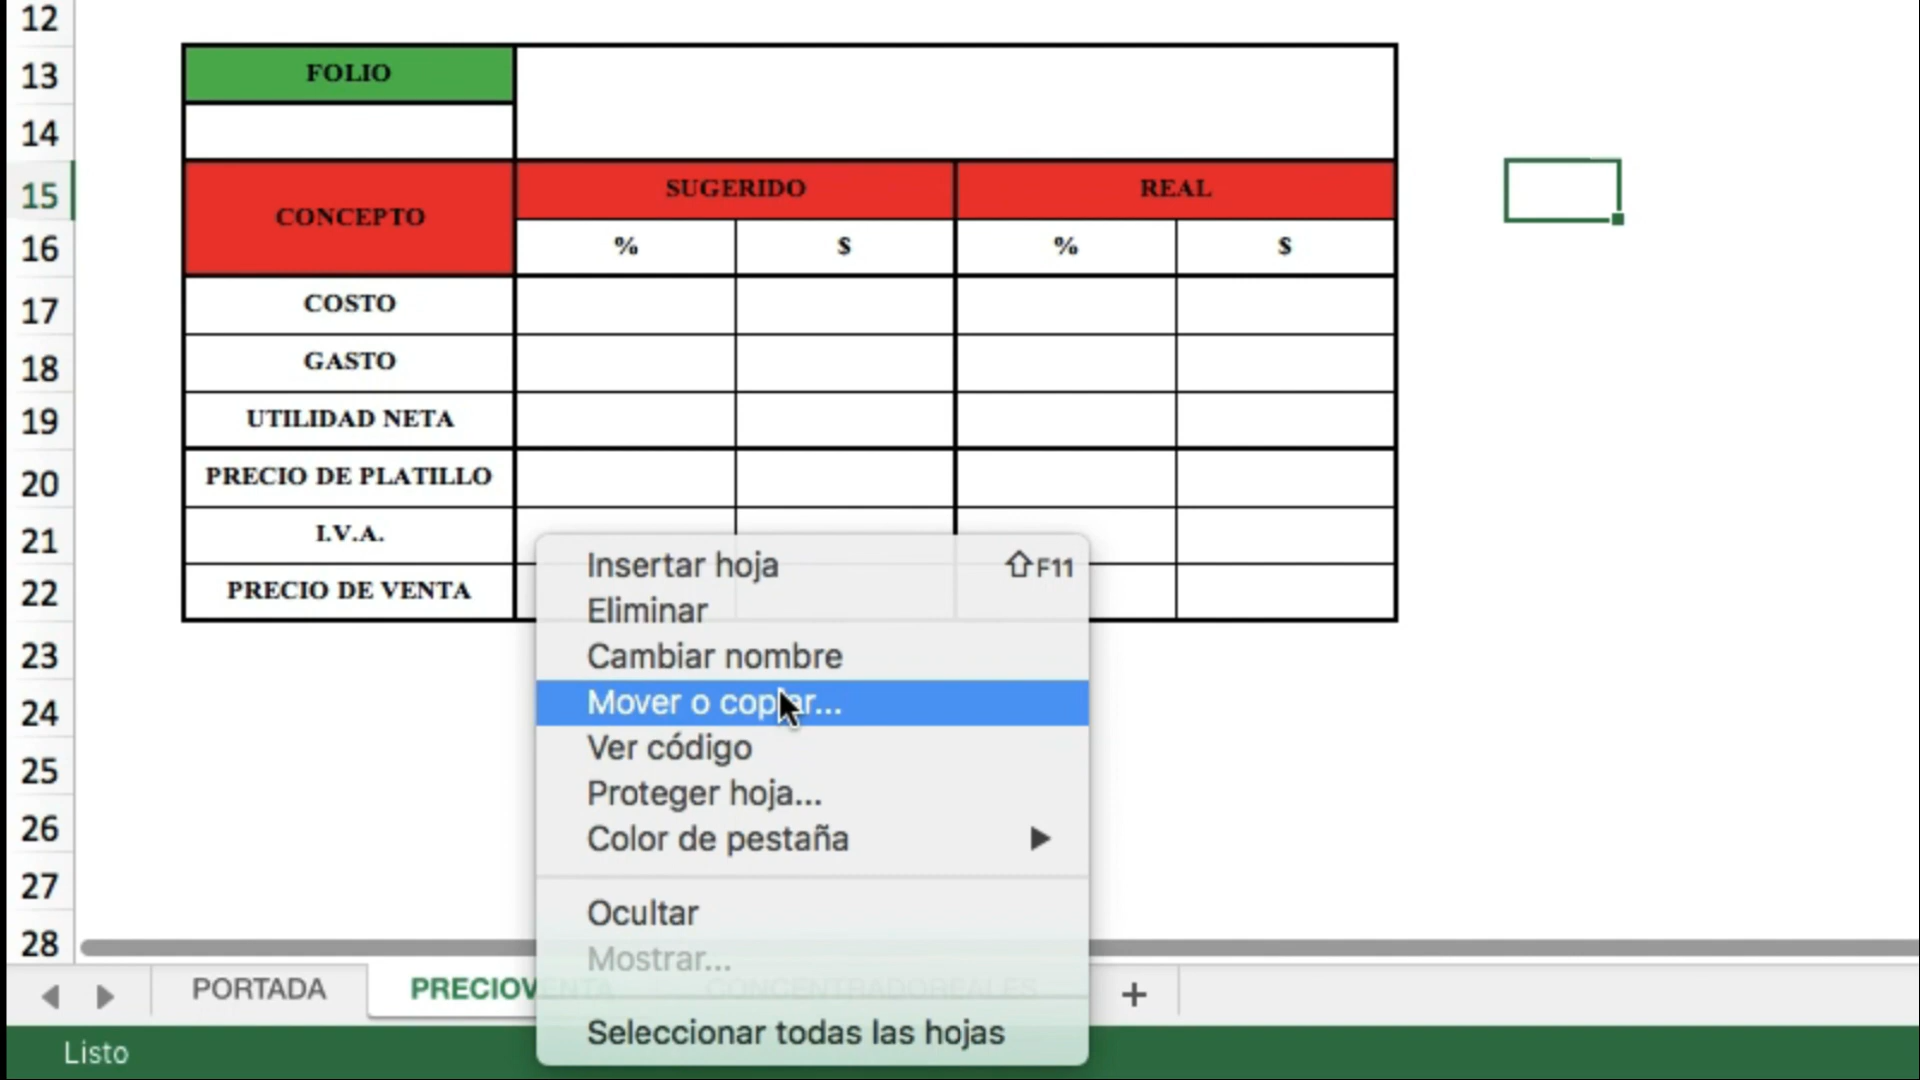 12
13 FOLIO
14
15 SUGERIDO REAL
CONCEPTO
16 % $ % $
17 COSTO
18 GASTO
19 UTILIDAD NETA
20 PRECIO DE PLATILLO
21 I.V.A.
22 PRECIO DE VENTA
23
24
25
26
27
28
Insertar hoja ⇧F11
Eliminar
Cambiar nombre
Mover o copiar...
Ver código
Proteger hoja...
Color de pestaña ▶
Ocultar
Mostrar...
Seleccionar todas las hojas
PORTADA PRECIOVENTA CONCENTRADOREALES +
Listo